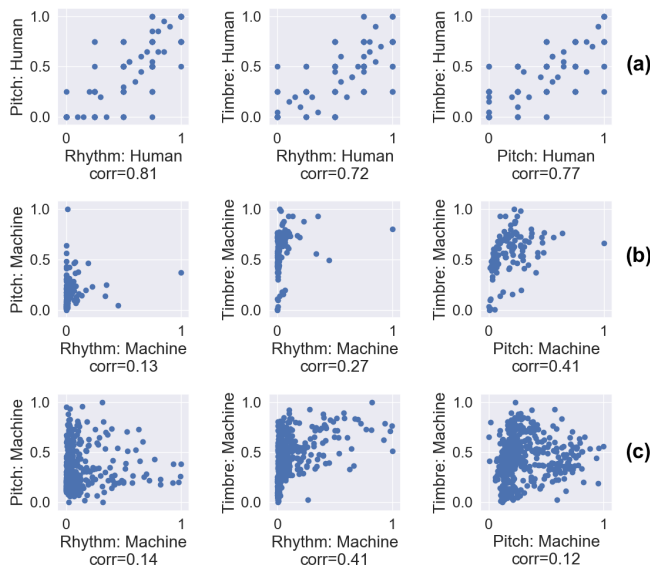 Pitch: Human
1.0
0.5
0.0
0
1
Rhythm: Human
corr=0.81
Timbre: Human
1.0
0.5
0.0
0
1
Rhythm: Human
corr=0.72
Timbre: Human
1.0
0.5
0.0
0
1
Pitch: Human
corr=0.77
(a)
Pitch: Machine
1.0
0.5
0.0
0
1
Rhythm: Machine
corr=0.13
Timbre: Machine
1.0
0.5
0.0
0
1
Rhythm: Machine
corr=0.27
Timbre: Machine
1.0
0.5
0.0
0
1
Pitch: Machine
corr=0.41
(b)
Pitch: Machine
1.0
0.5
0.0
0
1
Rhythm: Machine
corr=0.14
Timbre: Machine
1.0
0.5
0.0
0
1
Rhythm: Machine
corr=0.41
Timbre: Machine
1.0
0.5
0.0
0
1
Pitch: Machine
corr=0.12
(c)